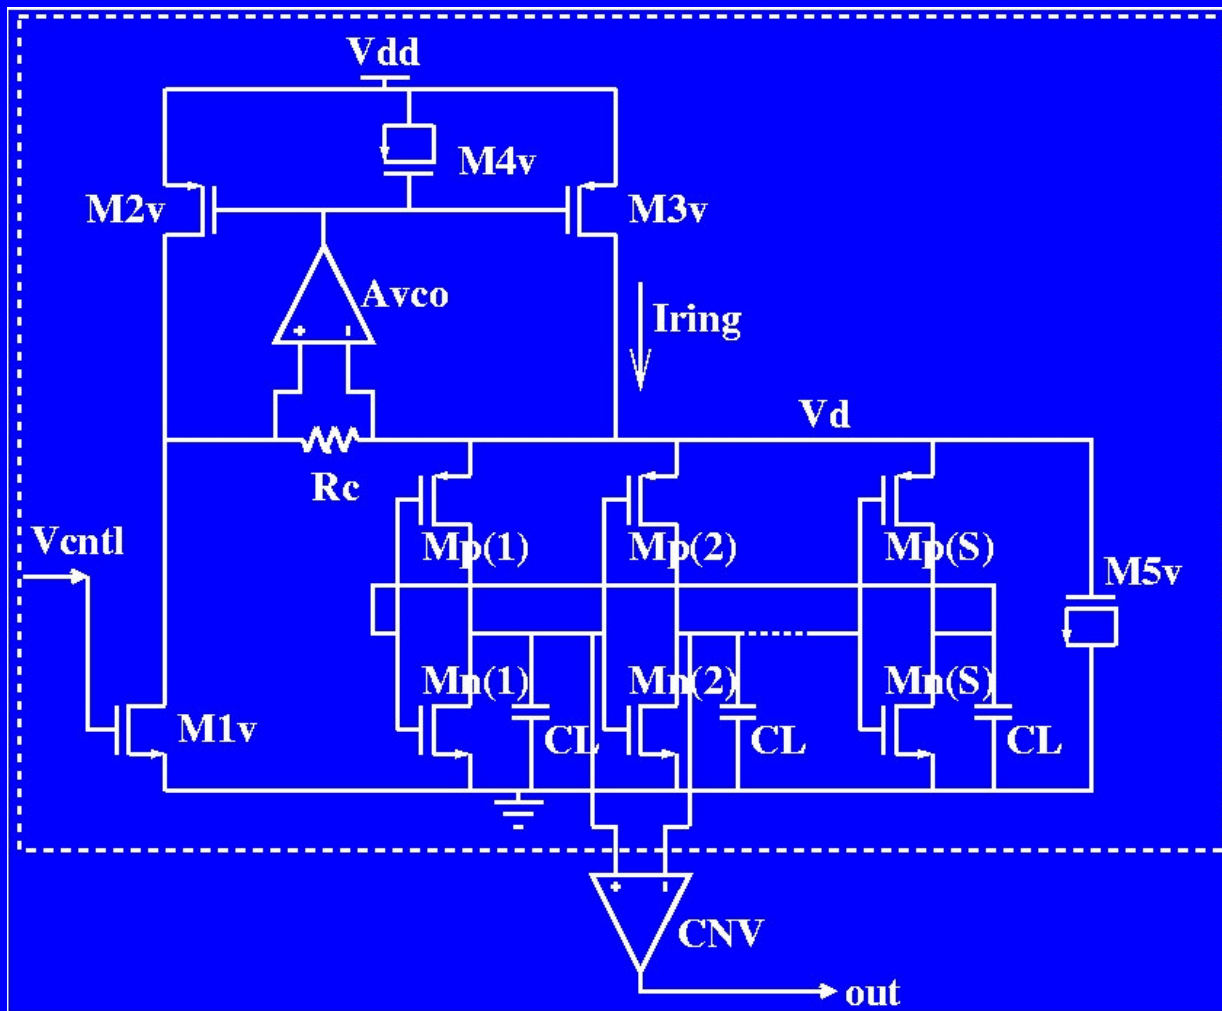 Vdd
M4v
M2v
M3v
Avco
+ -
Iring
Vd
Rc
Mp(1)
Mp(2)
Mp(S)
Vcntl
M5v
Mn(1)
Mn(2)
Mn(S)
M1v
CL
CL
CL
+ -
CNV
out